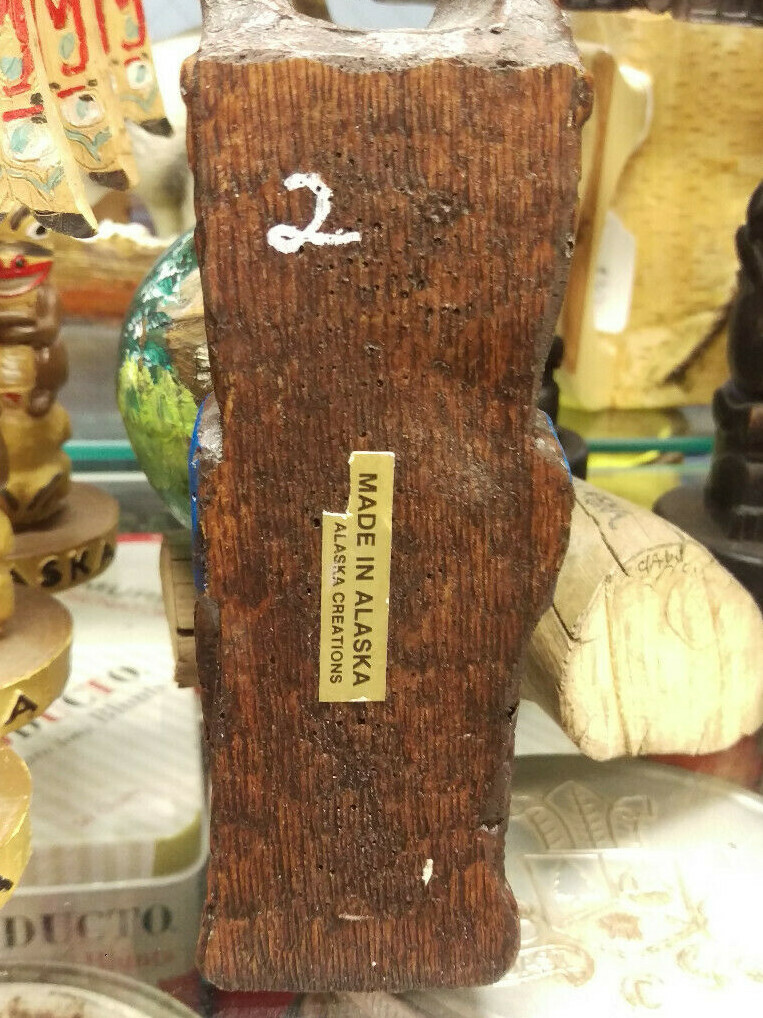 2
MADE IN ALASKA
ALASKA CREATIONS
ASKA
A
DUCTO
DUCTO